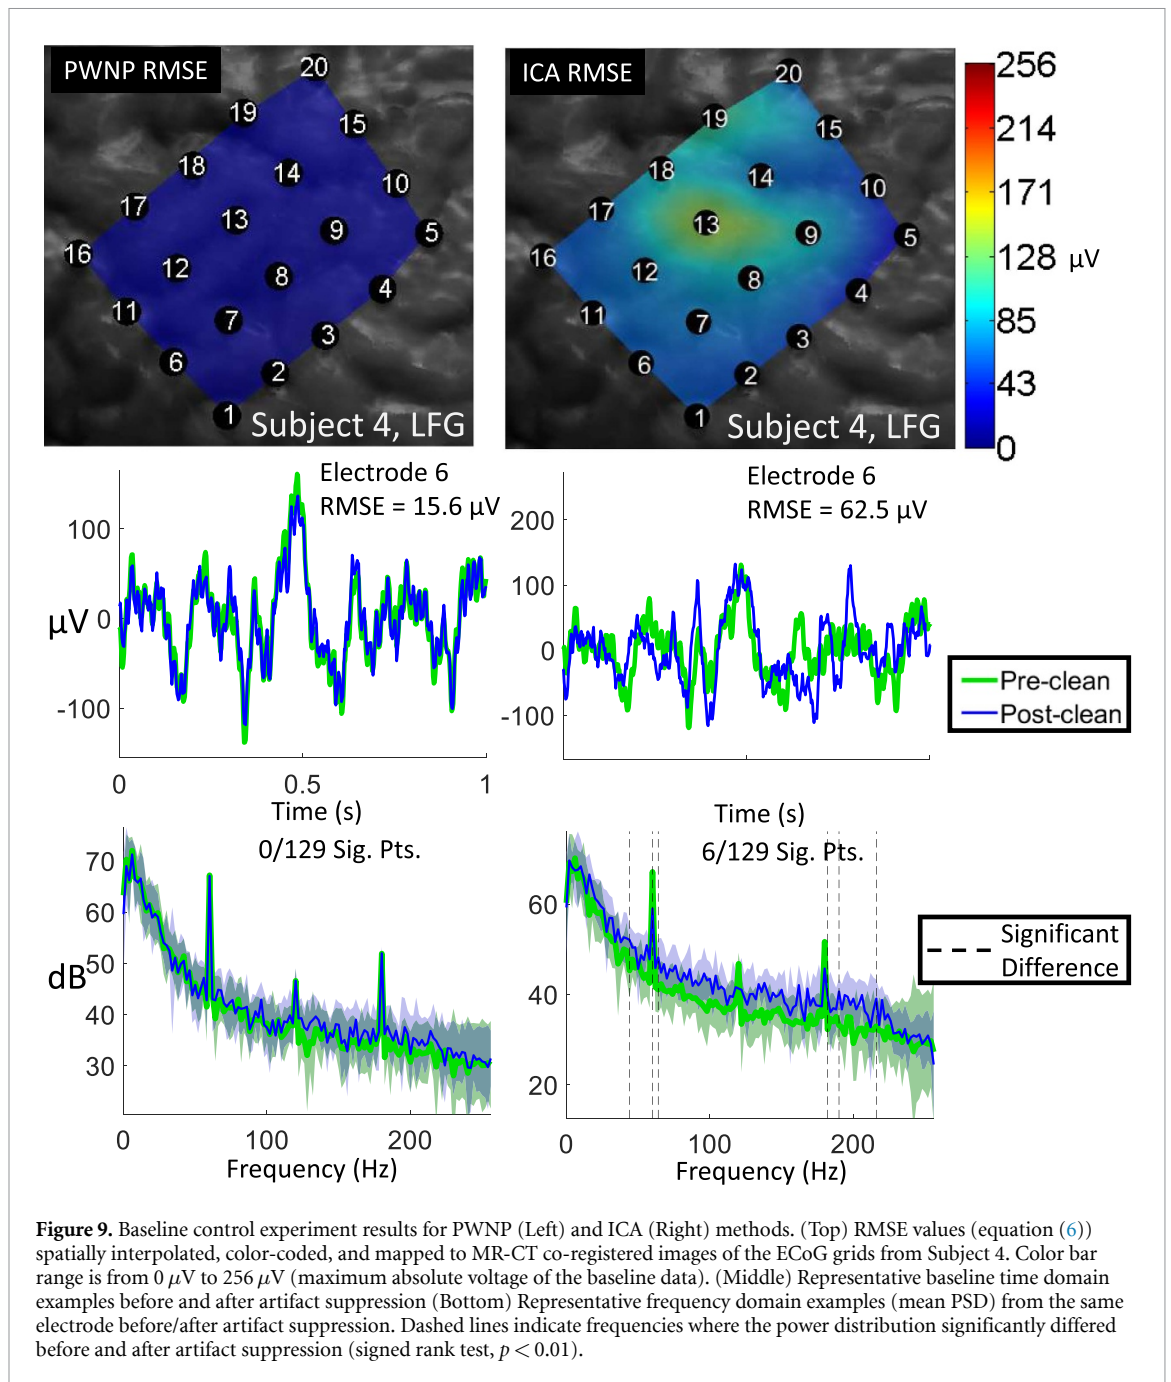 PWNP RMSE
20
19
15
18
14
10
17
13
9
5
16
12
8
4
11
7
3
6
2
1
Subject 4, LFG
ICA RMSE
20
19
15
18
14
10
17
13
9
5
16
12
8
4
11
7
3
6
2
1
Subject 4, LFG
256
214
171
128 µV
85
43
0
Electrode 6
RMSE = 15.6 µV
100
µV 0
-100
0 0.5 1
Time (s)
Electrode 6
RMSE = 62.5 µV
200
100
0
-100
Time (s)
Pre-clean
Post-clean
0/129 Sig. Pts.
70
60
50
dB
40
30
0 100 200
Frequency (Hz)
6/129 Sig. Pts.
60
40
20
0 100 200
Frequency (Hz)
Significant
Difference
Figure 9. Baseline control experiment results for PWNP (Left) and ICA (Right) methods. (Top) RMSE values (equation (6))
spatially interpolated, color-coded, and mapped to MR-CT co-registered images of the ECoG grids from Subject 4. Color bar
range is from 0 µV to 256 µV (maximum absolute voltage of the baseline data). (Middle) Representative baseline time domain
examples before and after artifact suppression (Bottom) Representative frequency domain examples (mean PSD) from the same
electrode before/after artifact suppression. Dashed lines indicate frequencies where the power distribution significantly differed
before and after artifact suppression (signed rank test, p < 0.01).